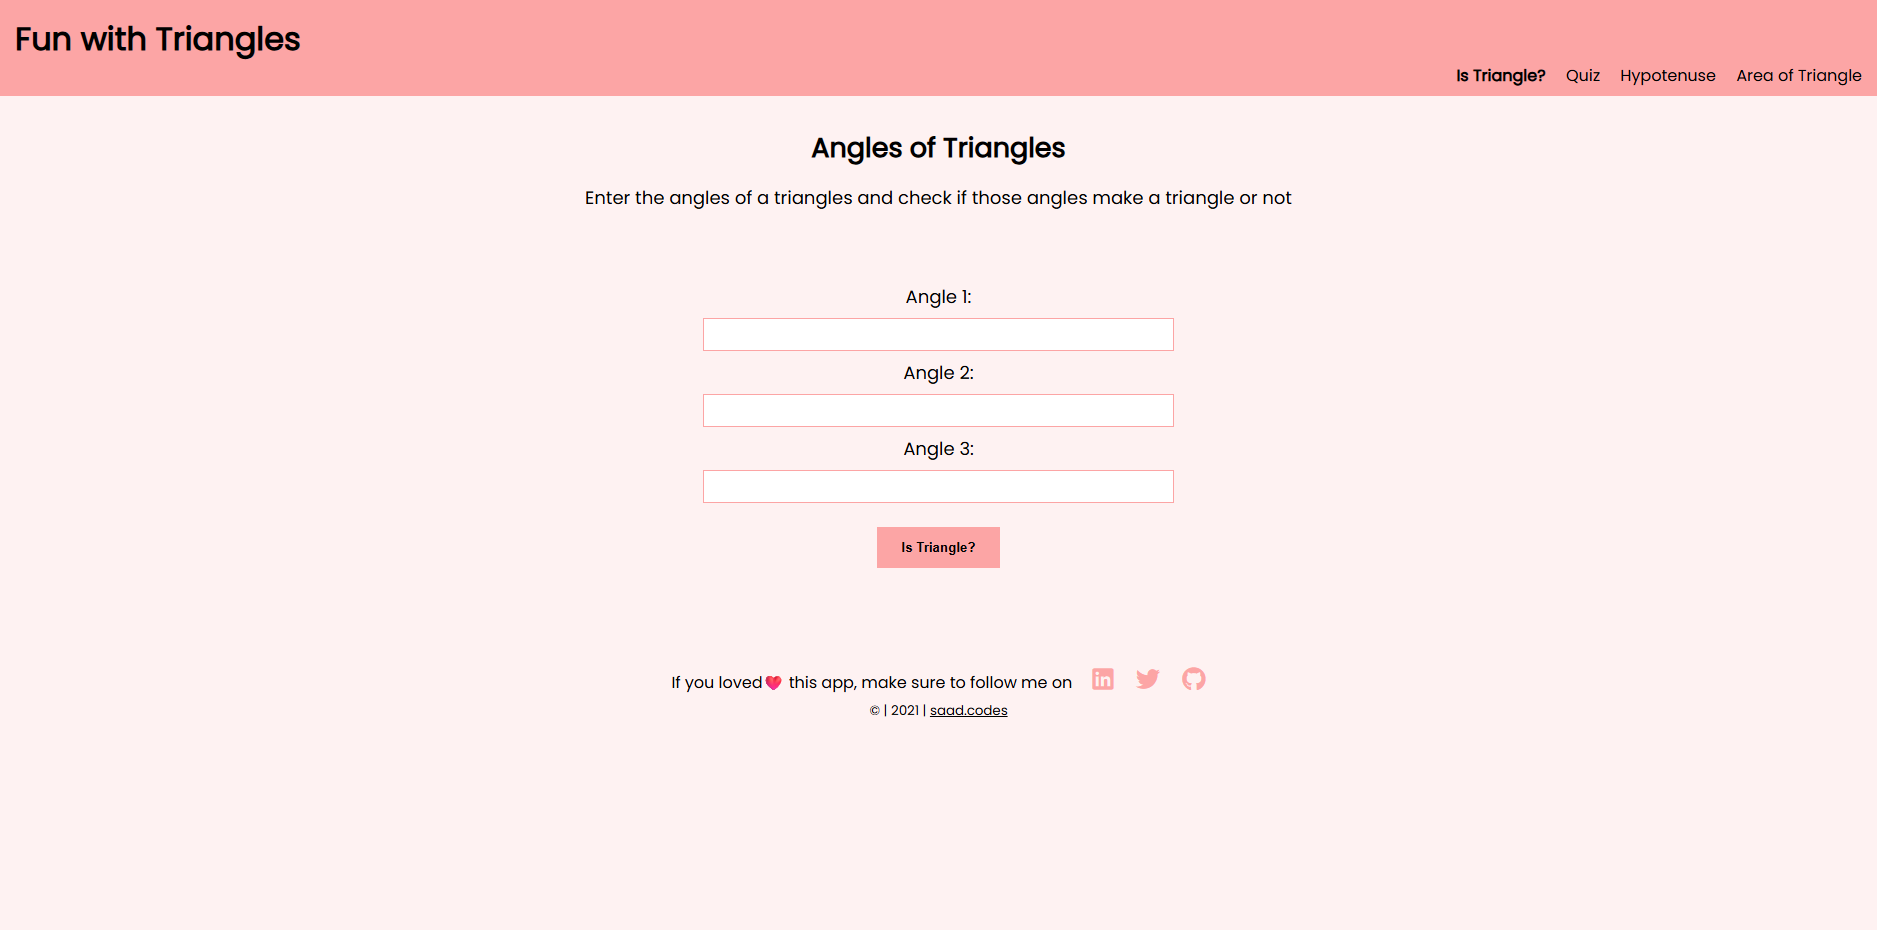 Fun with Triangles
Is Triangle? Quiz Hypotenuse Area of Triangle
Angles of Triangles
Enter the angles of a triangles and check if those angles make a triangle or not
Angle 1:
Angle 2:
Angle 3:
Is Triangle?
If you loved💓 this app, make sure to follow me on
© | 2021 | saad.codes